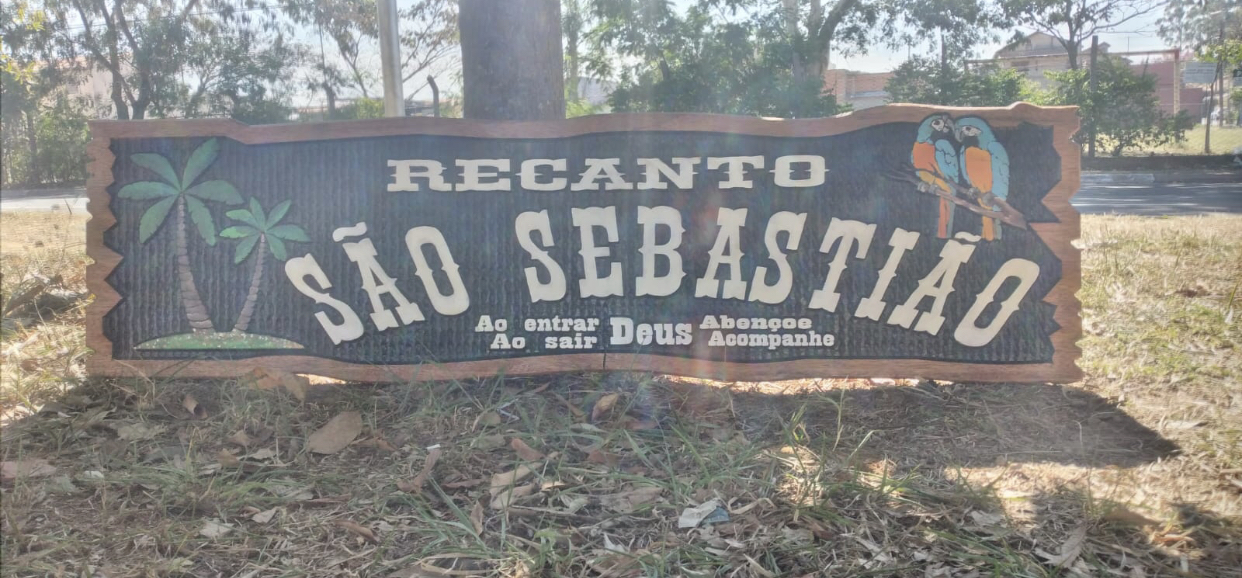 RECANTO
SÃO SEBASTIÃO
Ao entrar Deus Abençoe
Ao sair Acompanhe